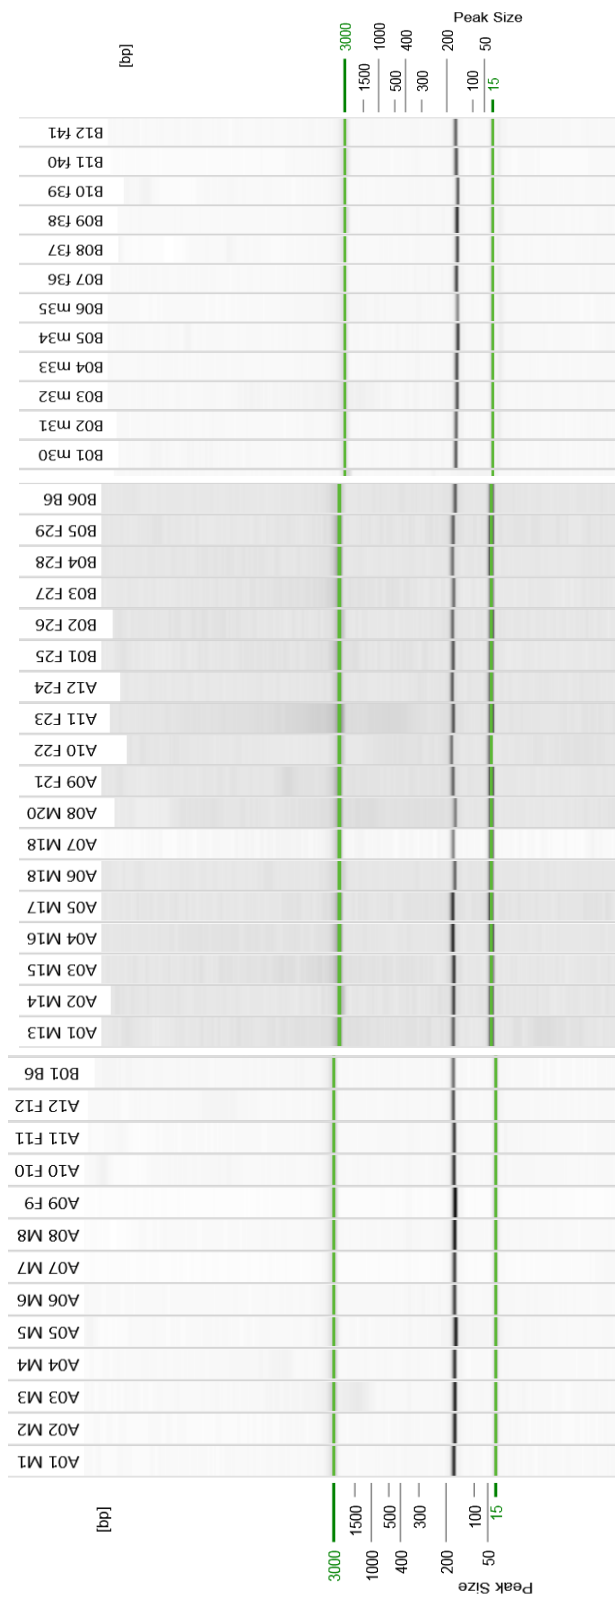 Peak Size
[bp]
3000
1500
1000
500
400
300
200
100
50
15
B12 f41
B11 f40
B10 f39
B09 f38
B08 f37
B07 f36
B06 m35
B05 m34
B04 m33
B03 m32
B02 m31
B01 m30
B06 B6
B05 F29
B04 F28
B03 F27
B02 F26
B01 F25
A12 F24
A11 F23
A10 F22
A09 F21
A08 M20
A07 M18
A06 M18
A05 M17
A04 M16
A03 M15
A02 M14
A01 M13
B01 B6
A12 F12
A11 F11
A10 F10
A09 F9
A08 M8
A07 M7
A06 M6
A05 M5
A04 M4
A03 M3
A02 M2
A01 M1
[bp]
3000
1500
1000
500
400
300
200
100
50
15
Peak Size